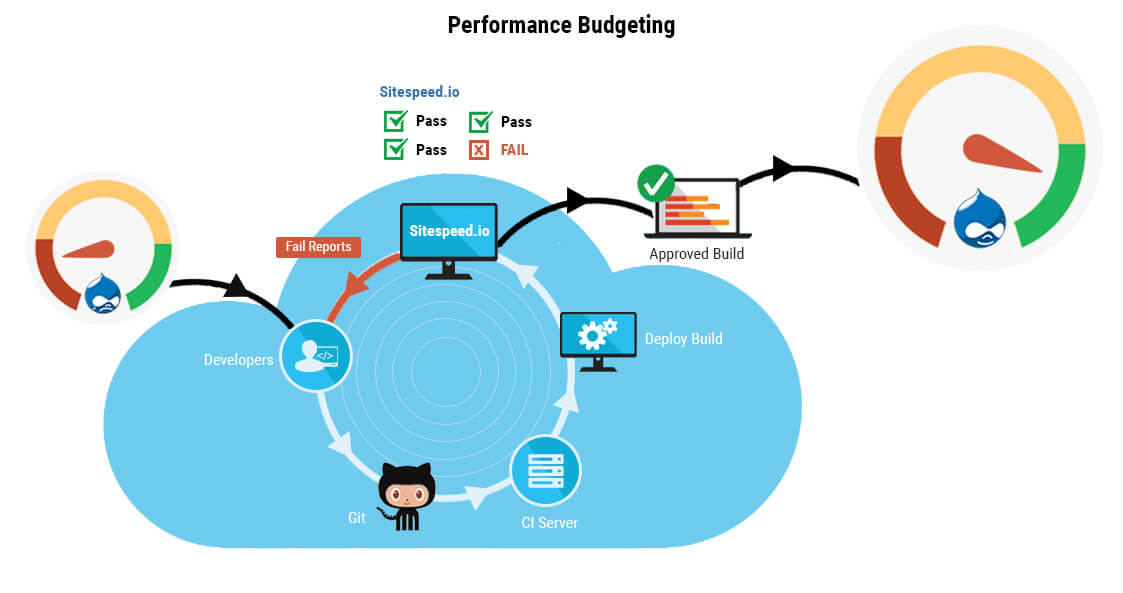 Performance Budgeting
Sitespeed.io
Pass Pass
Pass FAIL
Sitespeed.io
Fail Reports
Approved Build
Deploy Build
Developers
</>
Git
CI Server